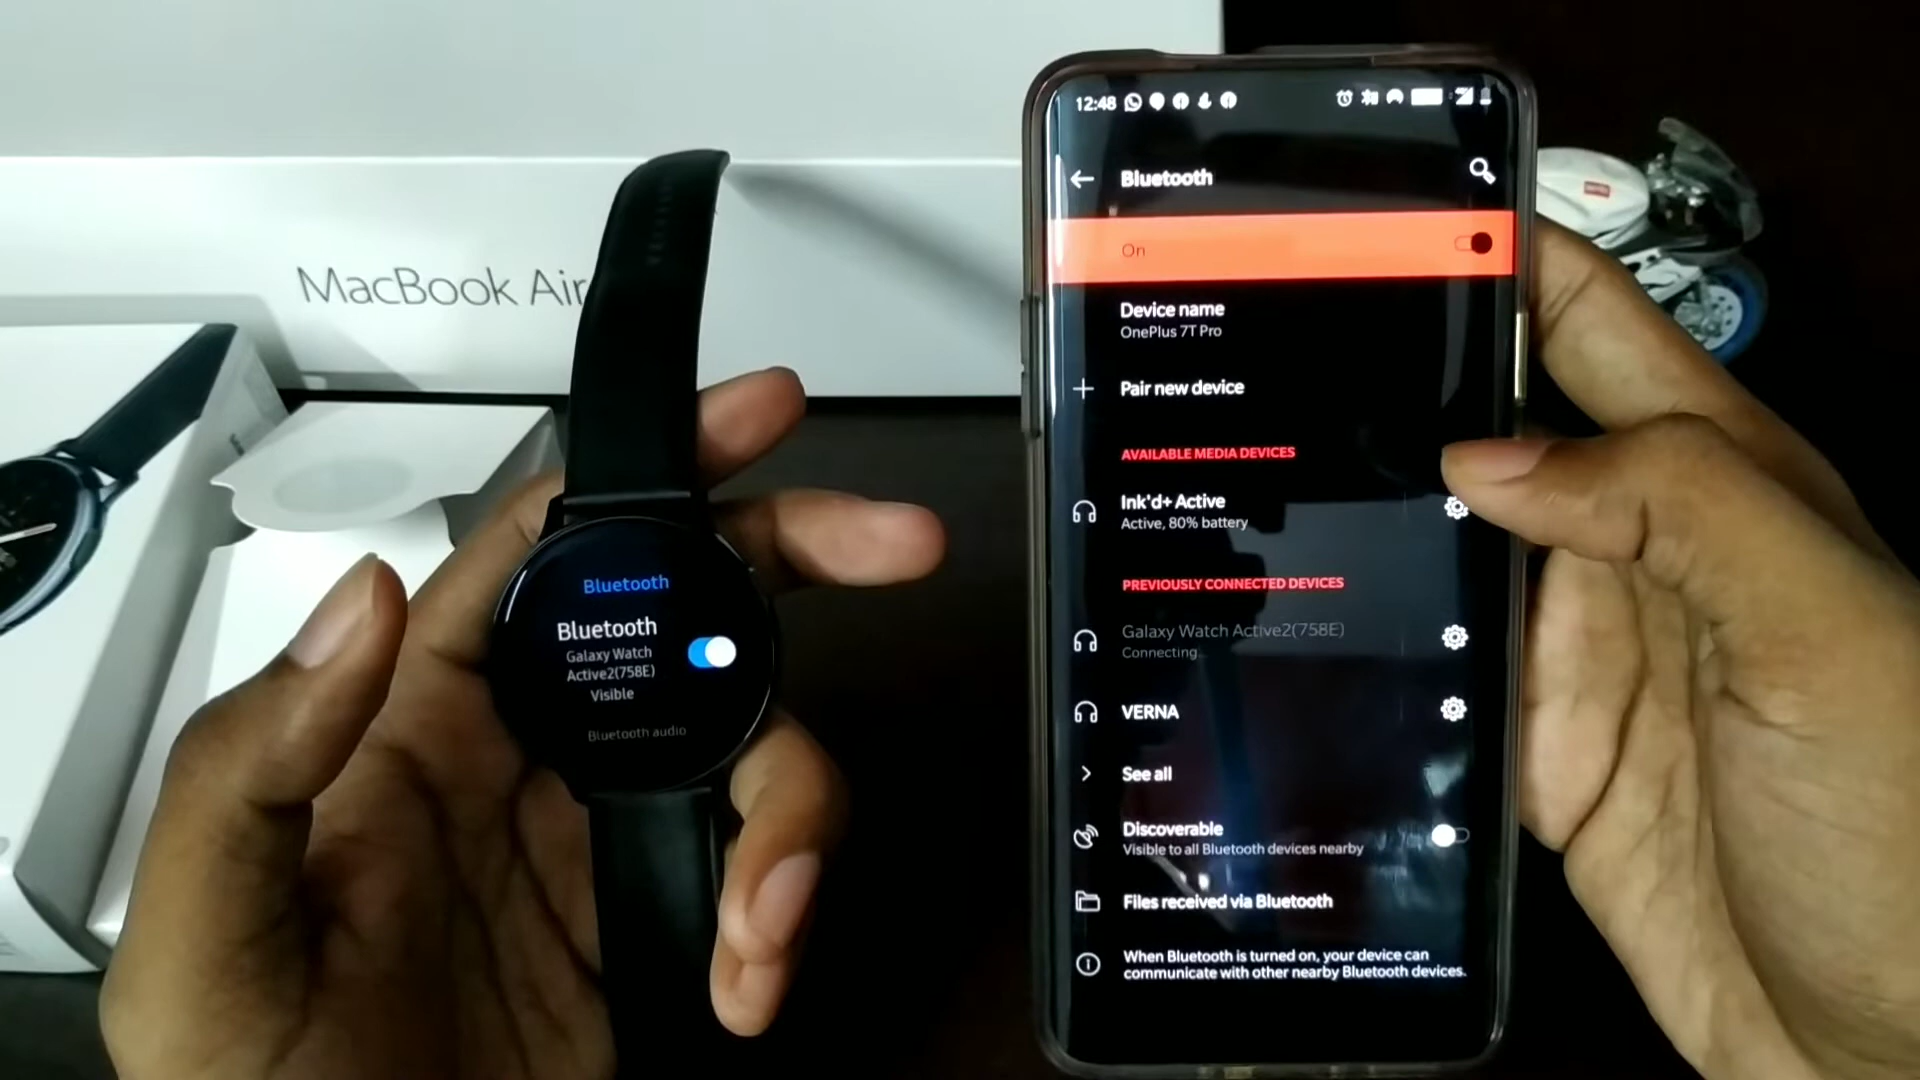 MacBook Air
Bluetooth
Bluetooth
Galaxy Watch
Active2(758E)
Visible
Bluetooth audio
12:48
Bluetooth
On
Device name
OnePlus 7T Pro
Pair new device
AVAILABLE MEDIA DEVICES
Ink'd+ Active
Active, 80% battery
PREVIOUSLY CONNECTED DEVICES
Galaxy Watch Active2(758E)
Connecting
VERNA
See all
Discoverable
Visible to all Bluetooth devices nearby
Files received via Bluetooth
When Bluetooth is turned on, your device can
communicate with other nearby Bluetooth devices.